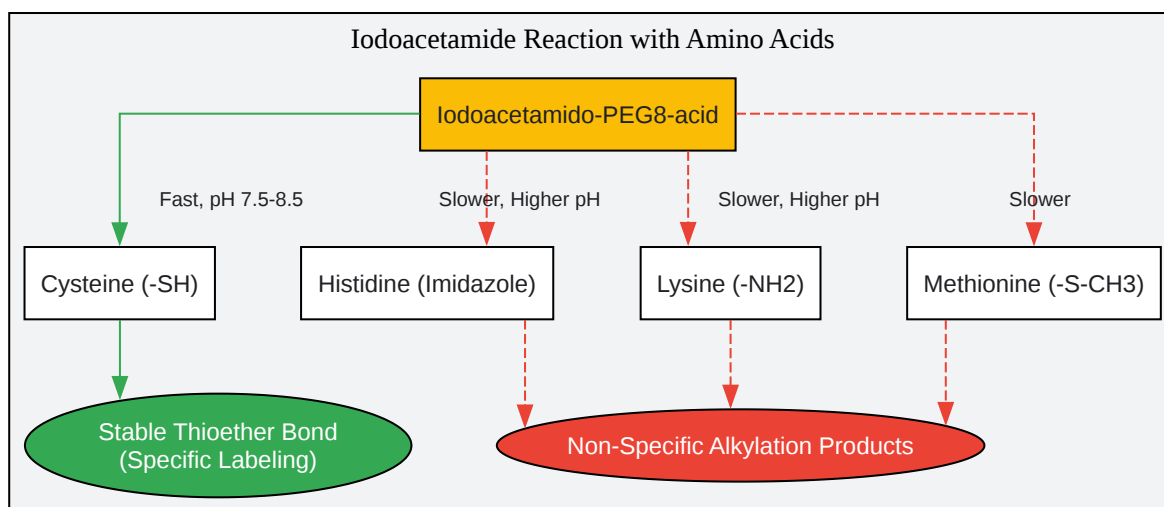 Iodoacetamide Reaction with Amino Acids
Iodoacetamido-PEG8-acid
Fast, pH 7.5-8.5
Slower, Higher pH
Slower, Higher pH
Slower
Cysteine (-SH)
Histidine (Imidazole)
Lysine (-NH2)
Methionine (-S-CH3)
Stable Thioether Bond
(Specific Labeling)
Non-Specific Alkylation Products